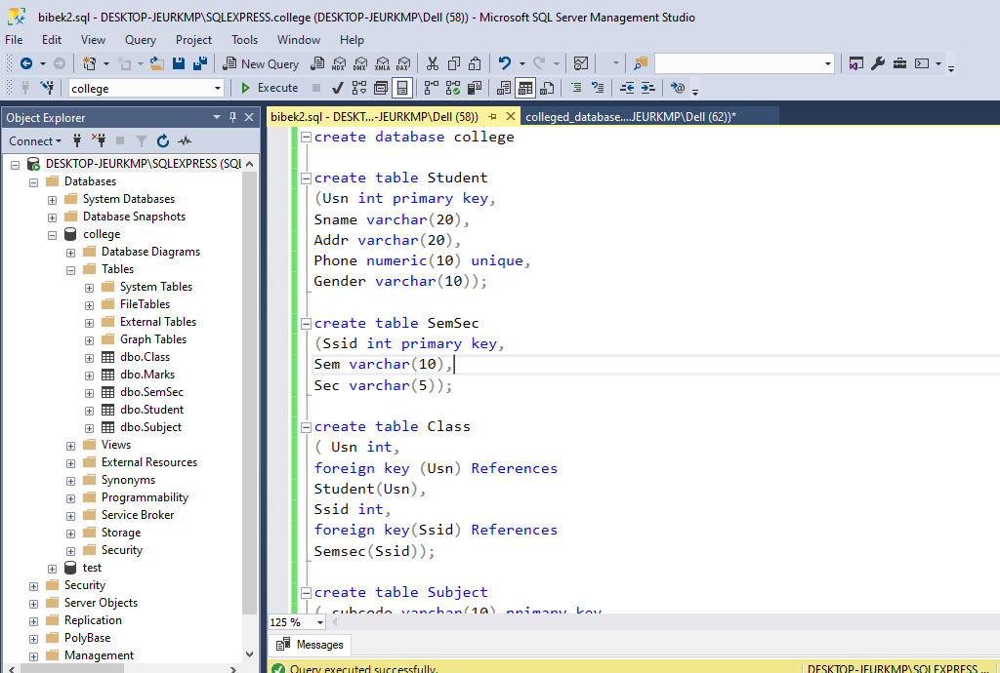 bibek2.sql - DESKTOP-JEURKMP\SQLEXPRESS.college (DESKTOP-JEURKMP\Dell (58)) - Microsoft SQL Server Management Studio
File Edit View Query Project Tools Window Help
New Query MDX DMX XMLA DAX
college Execute
Object Explorer
Connect
DESKTOP-JEURKMP\SQLEXPRESS (SQL
Databases
System Databases
Database Snapshots
college
Database Diagrams
Tables
System Tables
FileTables
External Tables
Graph Tables
dbo.Class
dbo.Marks
dbo.SemSec
dbo.Student
dbo.Subject
Views
External Resources
Synonyms
Programmability
Service Broker
Storage
Security
test
Security
Server Objects
Replication
PolyBase
Management
bibek2.sql - DESKT...-JEURKMP\Dell (58)) colleged_database....JEURKMP\Dell (62))*
create database college
create table Student
(Usn int primary key,
Sname varchar(20),
Addr varchar(20),
Phone numeric(10) unique,
Gender varchar(10));
create table SemSec
(Ssid int primary key,
Sem varchar(10),
Sec varchar(5));
create table Class
( Usn int,
foreign key (Usn) References
Student(Usn),
Ssid int,
foreign key(Ssid) References
Semsec(Ssid));
create table Subject
( subcode varchar(10) primary key
125 %
Messages
Query executed successfully. DESKTOP-JEURKMP\SQLEXPRESS ...